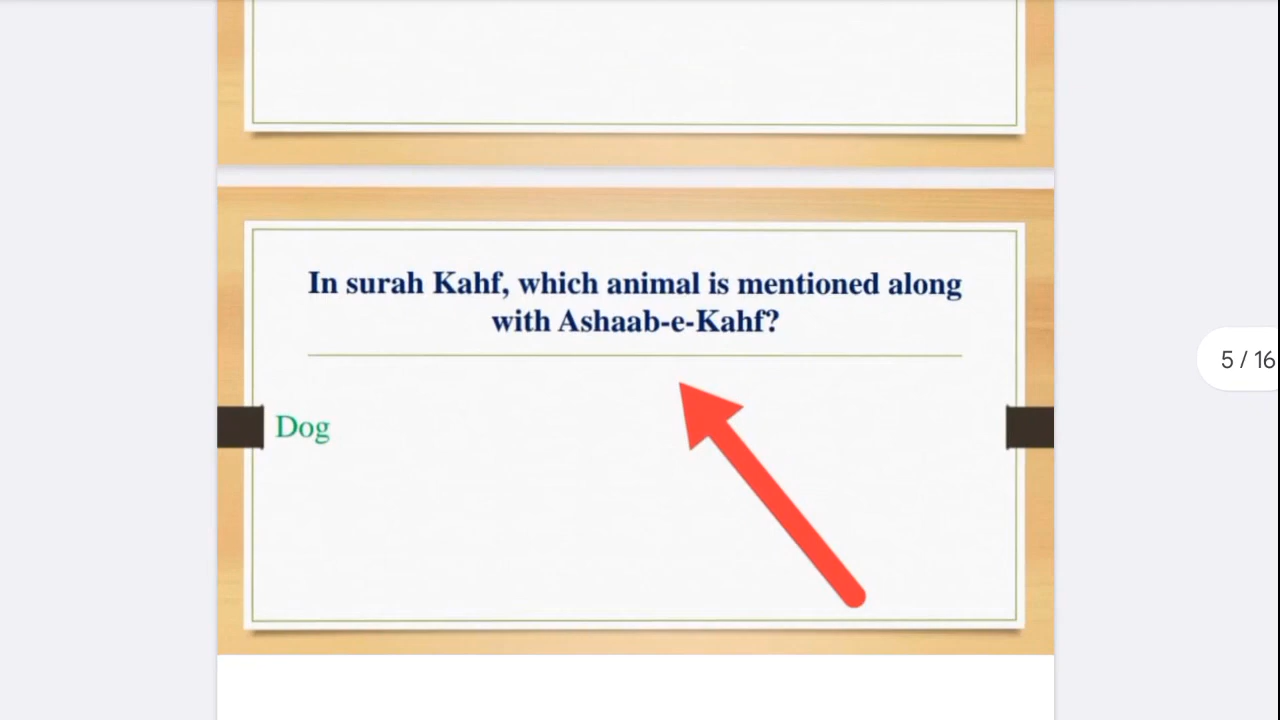 In surah Kahf, which animal is mentioned along
with Ashaab-e-Kahf?
5 / 16
Dog